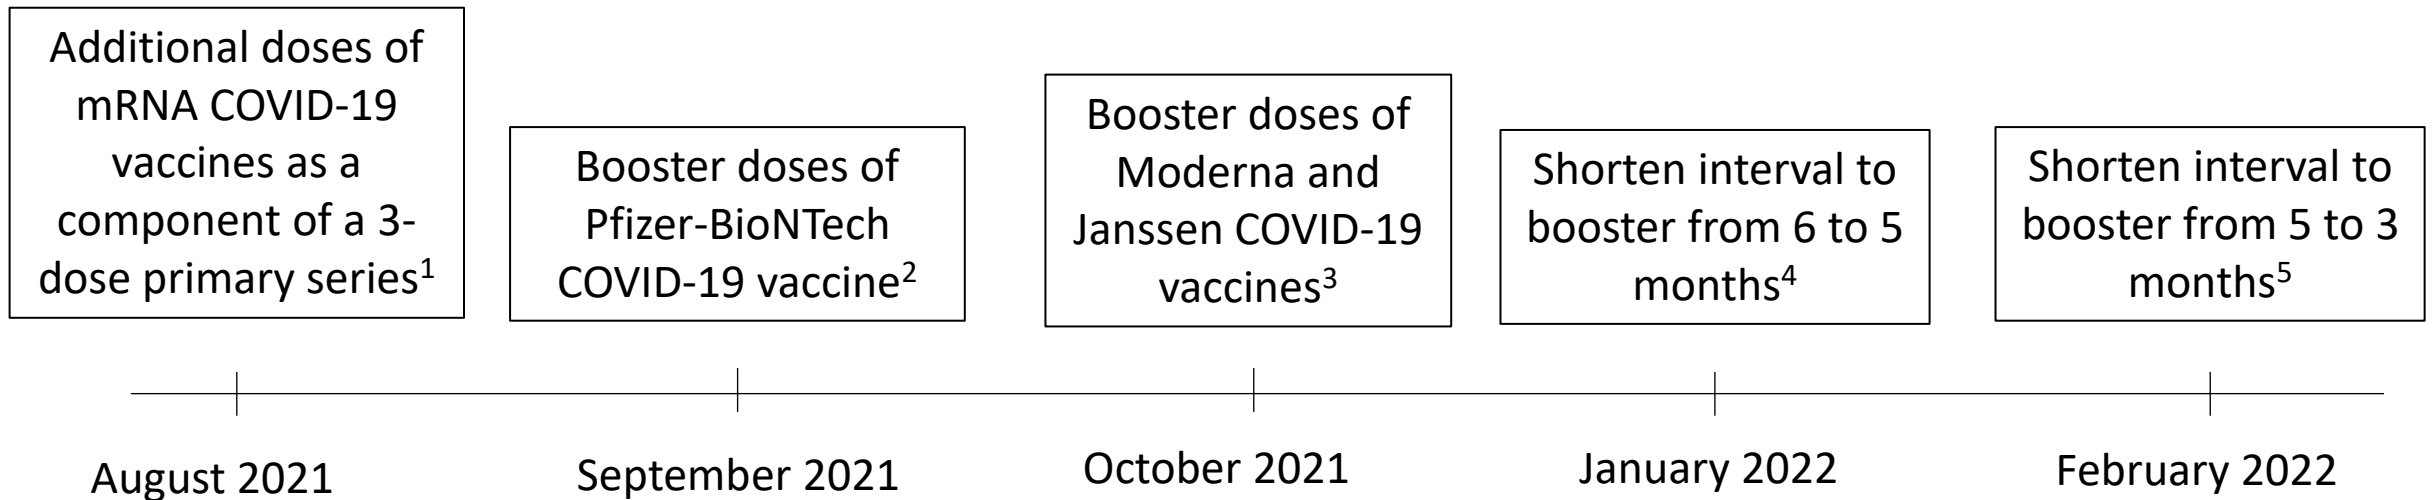 Additional doses of
mRNA COVID-19
vaccines as a
component of a 3-
dose primary series¹
Booster doses of
Pfizer-BioNTech
COVID-19 vaccine²
Booster doses of
Moderna and
Janssen COVID-19
vaccines³
Shorten interval to
booster from 6 to 5
months⁴
Shorten interval to
booster from 5 to 3
months⁵
August 2021
September 2021
October 2021
January 2022
February 2022